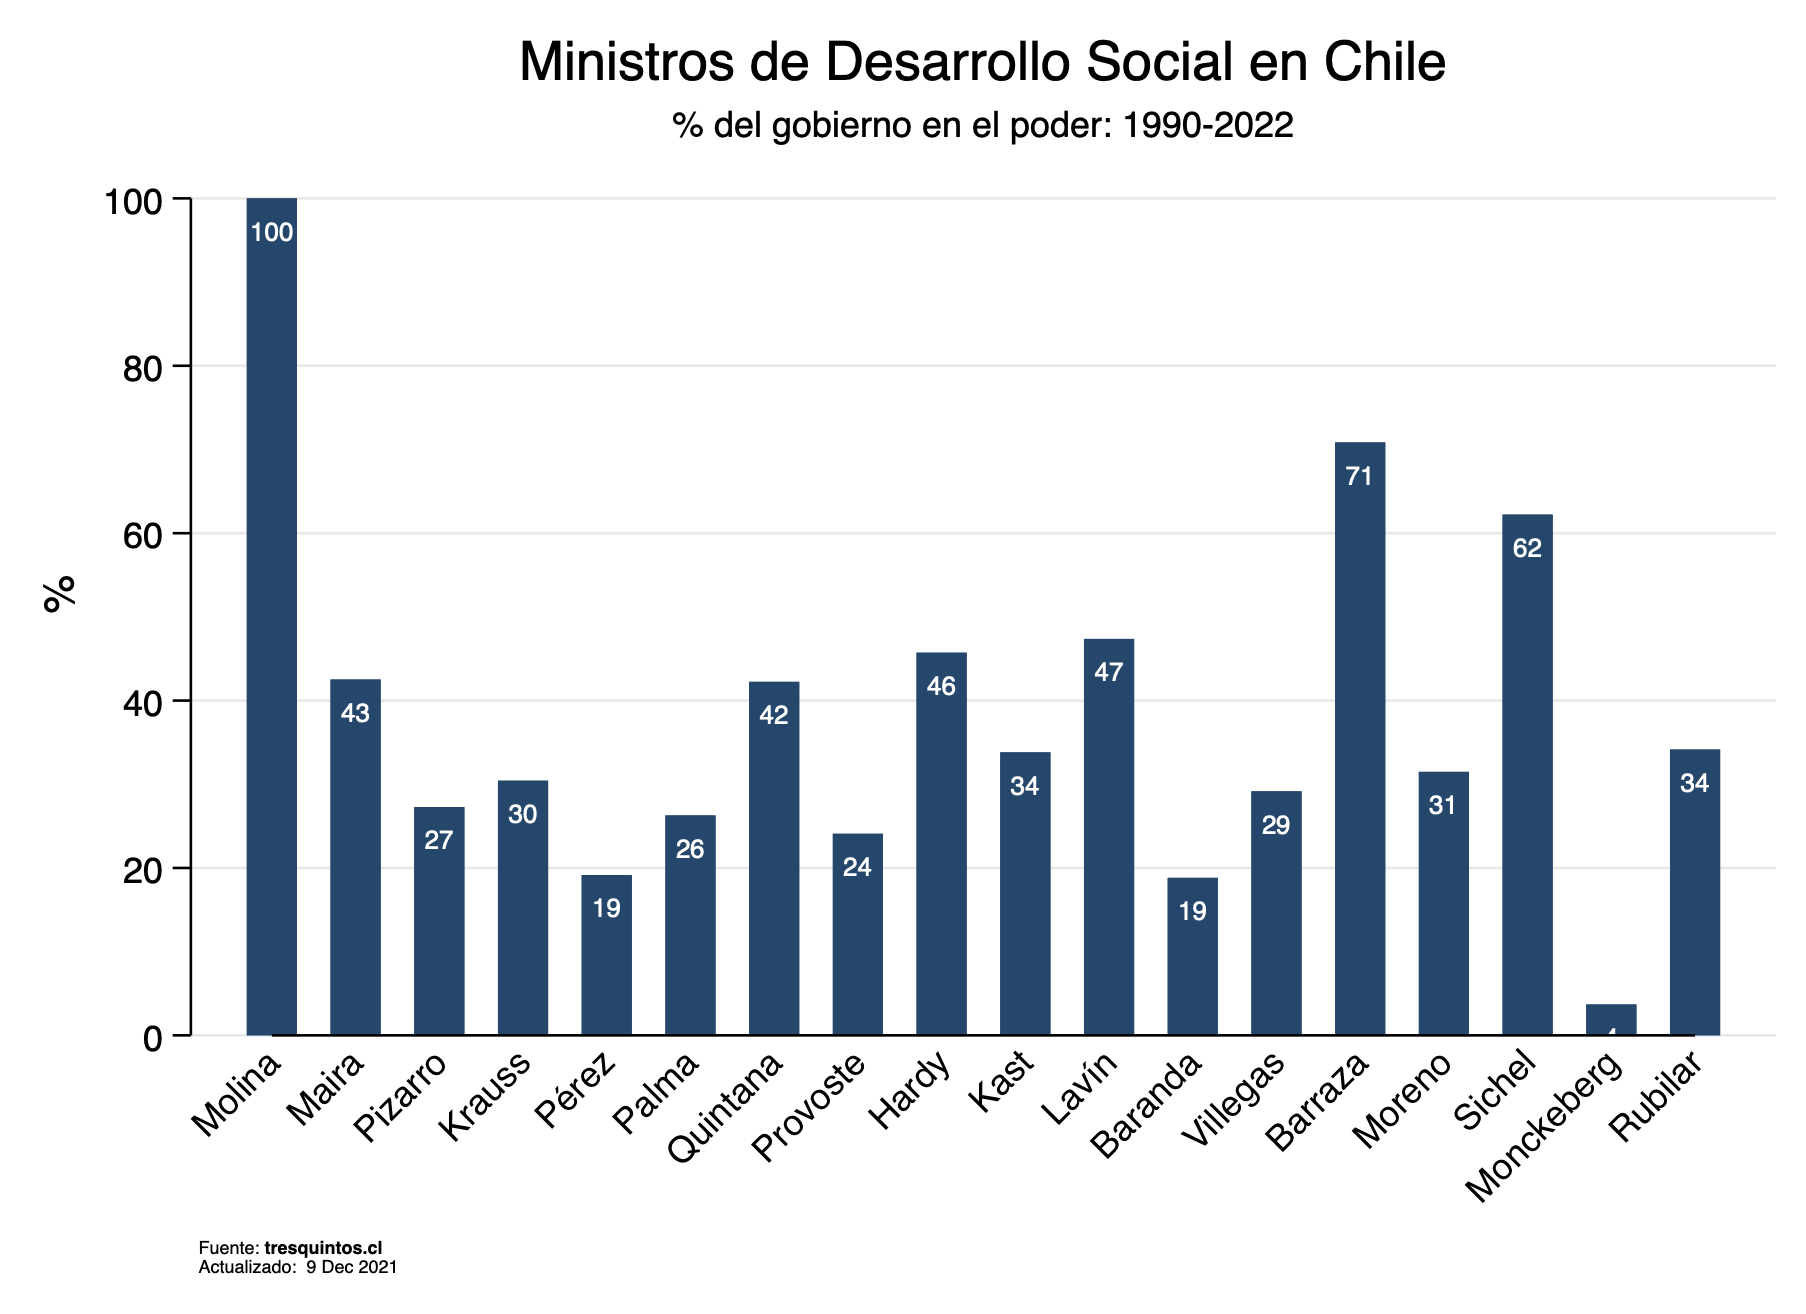 Ministros de Desarrollo Social en Chile
% del gobierno en el poder: 1990-2022
%
100
80
60
40
20
0
100
43
27
30
19
26
42
24
46
34
47
19
29
71
31
62
4
34
Molina
Maira
Pizarro
Krauss
Pérez
Palma
Quintana
Provoste
Hardy
Kast
Lavín
Baranda
Villegas
Barraza
Moreno
Sichel
Monckeberg
Rubilar
Fuente: tresquintos.cl
Actualizado: 9 Dec 2021